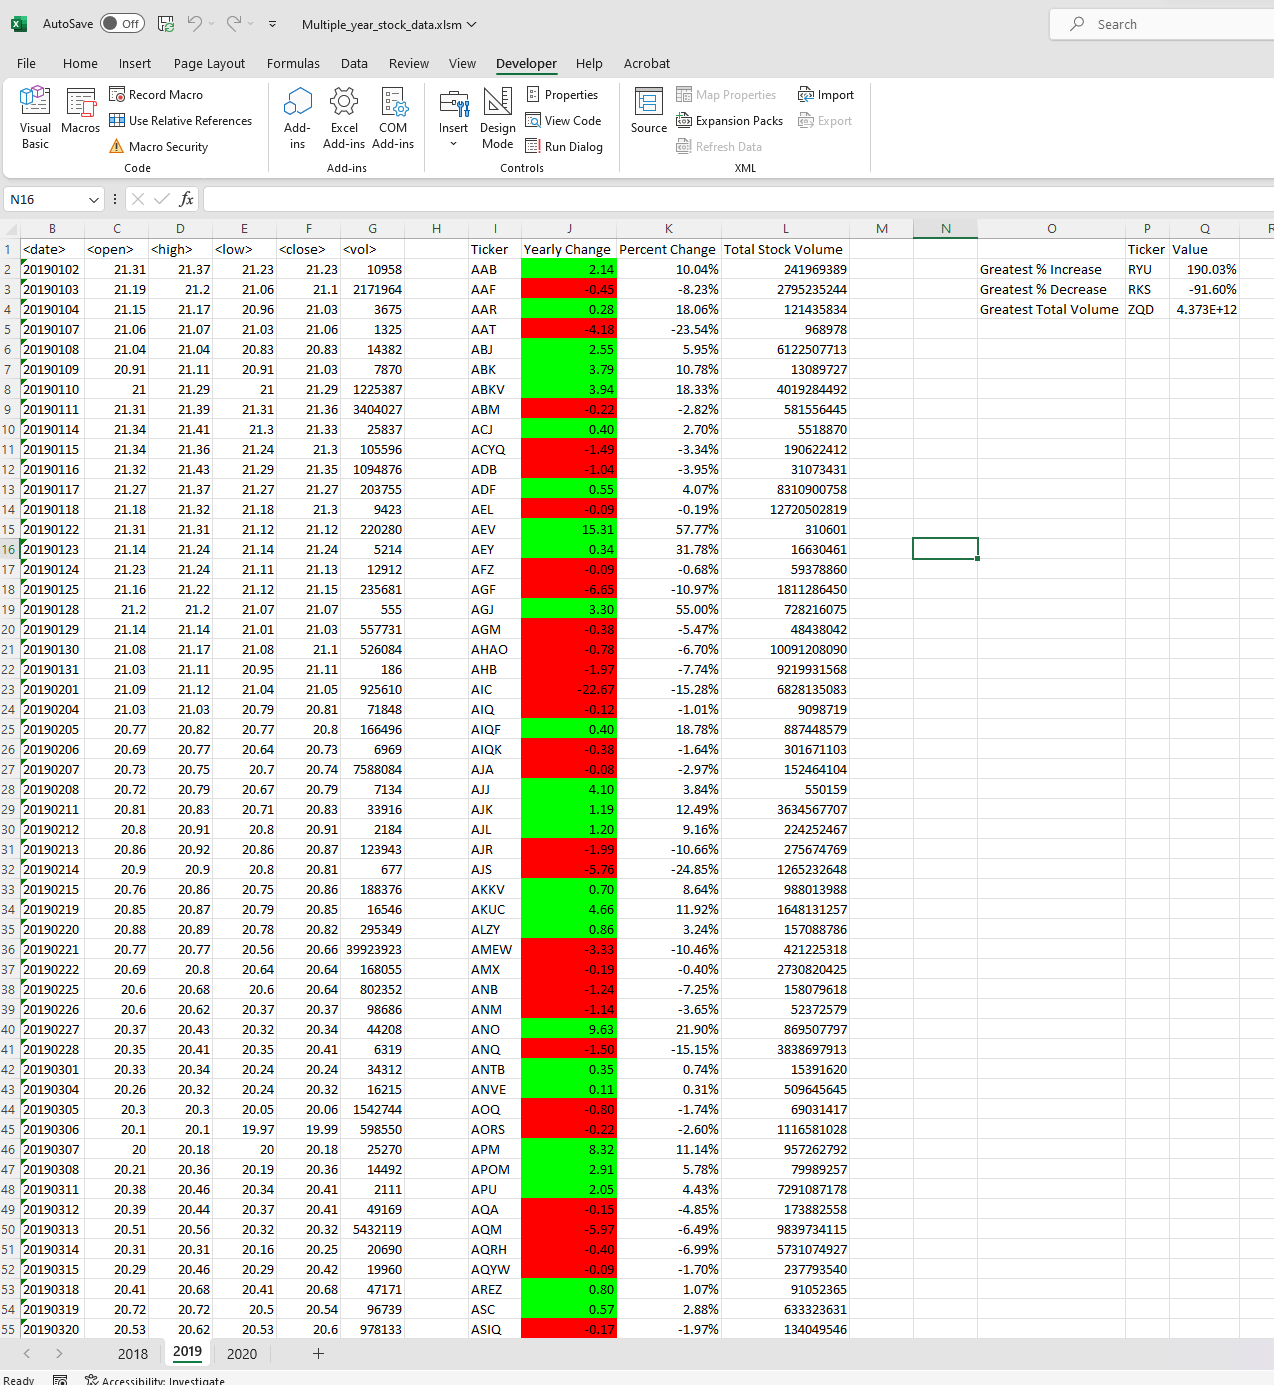 AutoSave Off Multiple_year_stock_data.xlsm Search
File Home Insert Page Layout Formulas Data Review View Developer Help Acrobat
Visual Basic Macros Record Macro Use Relative References Macro Security Code
Add-ins Excel Add-ins COM Add-ins Add-ins
Insert Design Mode Properties View Code Run Dialog Controls
Source Map Properties Expansion Packs Refresh Data Import Export XML
N16 fx
B C D E F G H I J K L M N O P Q R
1 <date> <open> <high> <low> <close> <vol> Ticker Yearly Change Percent Change Total Stock Volume Ticker Value
2 20190102 21.31 21.37 21.23 21.23 10958 AAB 2.14 10.04% 241969389 Greatest % Increase RYU 190.03%
3 20190103 21.19 21.2 21.06 21.1 2171964 AAF -0.45 -8.23% 2795235244 Greatest % Decrease RKS -91.60%
4 20190104 21.15 21.17 20.96 21.03 3675 AAR 0.28 18.06% 121435834 Greatest Total Volume ZQD 4.373E+12
5 20190107 21.06 21.07 21.03 21.06 1325 AAT -4.18 -23.54% 968978
6 20190108 21.04 21.04 20.83 20.83 14382 ABJ 2.55 5.95% 6122507713
7 20190109 20.91 21.11 20.91 21.03 7870 ABK 3.79 10.78% 13089727
8 20190110 21 21.29 21 21.29 1225387 ABKV 3.94 18.33% 4019284492
9 20190111 21.31 21.39 21.31 21.36 3404027 ABM -0.22 -2.82% 581556445
10 20190114 21.34 21.41 21.3 21.33 25837 ACJ 0.40 2.70% 5518870
11 20190115 21.34 21.36 21.24 21.3 105596 ACYQ -1.49 -3.34% 190622412
12 20190116 21.32 21.43 21.29 21.35 1094876 ADB -1.04 -3.95% 31073431
13 20190117 21.27 21.37 21.27 21.27 203755 ADF 0.55 4.07% 8310900758
14 20190118 21.18 21.32 21.18 21.3 9423 AEL -0.09 -0.19% 12720502819
15 20190122 21.31 21.31 21.12 21.12 220280 AEV 15.31 57.77% 310601
16 20190123 21.14 21.24 21.14 21.24 5214 AEY 0.34 31.78% 16630461
17 20190124 21.23 21.24 21.11 21.13 12912 AFZ -0.09 -0.68% 59378860
18 20190125 21.16 21.22 21.12 21.15 235681 AGF -6.65 -10.97% 1811286450
19 20190128 21.2 21.2 21.07 21.07 555 AGJ 3.30 55.00% 728216075
20 20190129 21.14 21.14 21.01 21.03 557731 AGM -0.38 -5.47% 48438042
21 20190130 21.08 21.17 21.08 21.1 526084 AHAO -0.78 -6.70% 10091208090
22 20190131 21.03 21.11 20.95 21.11 186 AHB -1.97 -7.74% 9219931568
23 20190201 21.09 21.12 21.04 21.05 925610 AIC -22.67 -15.28% 6828135083
24 20190204 21.03 21.03 20.79 20.81 71848 AIQ -0.12 -1.01% 9098719
25 20190205 20.77 20.82 20.77 20.8 166496 AIQF 0.40 18.78% 887448579
26 20190206 20.69 20.77 20.64 20.73 6969 AIQK -0.38 -1.64% 301671103
27 20190207 20.73 20.75 20.7 20.74 7588084 AJA -0.08 -2.97% 152464104
28 20190208 20.72 20.79 20.67 20.79 7134 AJJ 4.10 3.84% 550159
29 20190211 20.81 20.83 20.71 20.83 33916 AJK 1.19 12.49% 3634567707
30 20190212 20.8 20.91 20.8 20.91 2184 AJL 1.20 9.16% 224252467
31 20190213 20.86 20.92 20.86 20.87 123943 AJR -1.99 -10.66% 275674769
32 20190214 20.9 20.9 20.8 20.81 677 AJS -5.76 -24.85% 1265232648
33 20190215 20.76 20.86 20.75 20.86 188376 AKKV 0.70 8.64% 988013988
34 20190219 20.85 20.87 20.79 20.85 16546 AKUC 4.66 11.92% 1648131257
35 20190220 20.88 20.89 20.78 20.82 295349 ALZY 0.86 3.24% 157088786
36 20190221 20.77 20.77 20.56 20.66 39923923 AMEW -3.33 -10.46% 421225318
37 20190222 20.69 20.8 20.64 20.64 168055 AMX -0.19 -0.40% 2730820425
38 20190225 20.6 20.68 20.6 20.64 802352 ANB -1.24 -7.25% 158079618
39 20190226 20.6 20.62 20.37 20.37 98686 ANM -1.14 -3.65% 52372579
40 20190227 20.37 20.43 20.32 20.34 44208 ANO 9.63 21.90% 869507797
41 20190228 20.35 20.41 20.35 20.41 6319 ANQ -1.50 -15.15% 3838697913
42 20190301 20.33 20.34 20.24 20.24 34312 ANTB 0.35 0.74% 15391620
43 20190304 20.26 20.32 20.24 20.32 16215 ANVE 0.11 0.31% 509645645
44 20190305 20.3 20.3 20.05 20.06 1542744 AOQ -0.80 -1.74% 69031417
45 20190306 20.1 20.1 19.97 19.99 598550 AORS -0.22 -2.60% 1116581028
46 20190307 20 20.18 20 20.18 25270 APM 8.32 11.14% 957262792
47 20190308 20.21 20.36 20.19 20.36 14492 APOM 2.91 5.78% 79989257
48 20190311 20.38 20.46 20.34 20.41 2111 APU 2.05 4.43% 7291087178
49 20190312 20.39 20.44 20.37 20.41 49169 AQA -0.15 -4.85% 173882558
50 20190313 20.51 20.56 20.32 20.32 5432119 AQM -5.97 -6.49% 9839734115
51 20190314 20.31 20.31 20.16 20.25 20690 AQRH -0.40 -6.99% 5731074927
52 20190315 20.29 20.46 20.29 20.42 19960 AQYW -0.09 -1.70% 237793540
53 20190318 20.41 20.68 20.41 20.68 47171 AREZ 0.80 1.07% 91052365
54 20190319 20.72 20.72 20.5 20.54 96739 ASC 0.57 2.88% 633323631
55 20190320 20.53 20.62 20.53 20.6 978133 ASIQ -0.17 -1.97% 134049546
2018 2019 2020
Ready Accessibility: Investigate